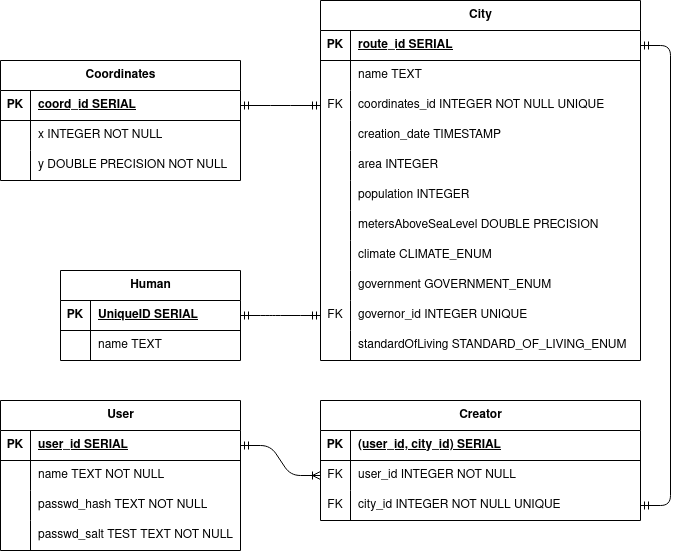 City
PK route_id SERIAL
name TEXT
FK coordinates_id INTEGER NOT NULL UNIQUE
creation_date TIMESTAMP
area INTEGER
population INTEGER
metersAboveSeaLevel DOUBLE PRECISION
climate CLIMATE_ENUM
government GOVERNMENT_ENUM
FK governor_id INTEGER UNIQUE
standardOfLiving STANDARD_OF_LIVING_ENUM
Coordinates
PK coord_id SERIAL
x INTEGER NOT NULL
y DOUBLE PRECISION NOT NULL
Human
PK UniqueID SERIAL
name TEXT
User
PK user_id SERIAL
name TEXT NOT NULL
passwd_hash TEXT NOT NULL
passwd_salt TEST TEXT NOT NULL
Creator
PK (user_id, city_id) SERIAL
FK user_id INTEGER NOT NULL
FK city_id INTEGER NOT NULL UNIQUE